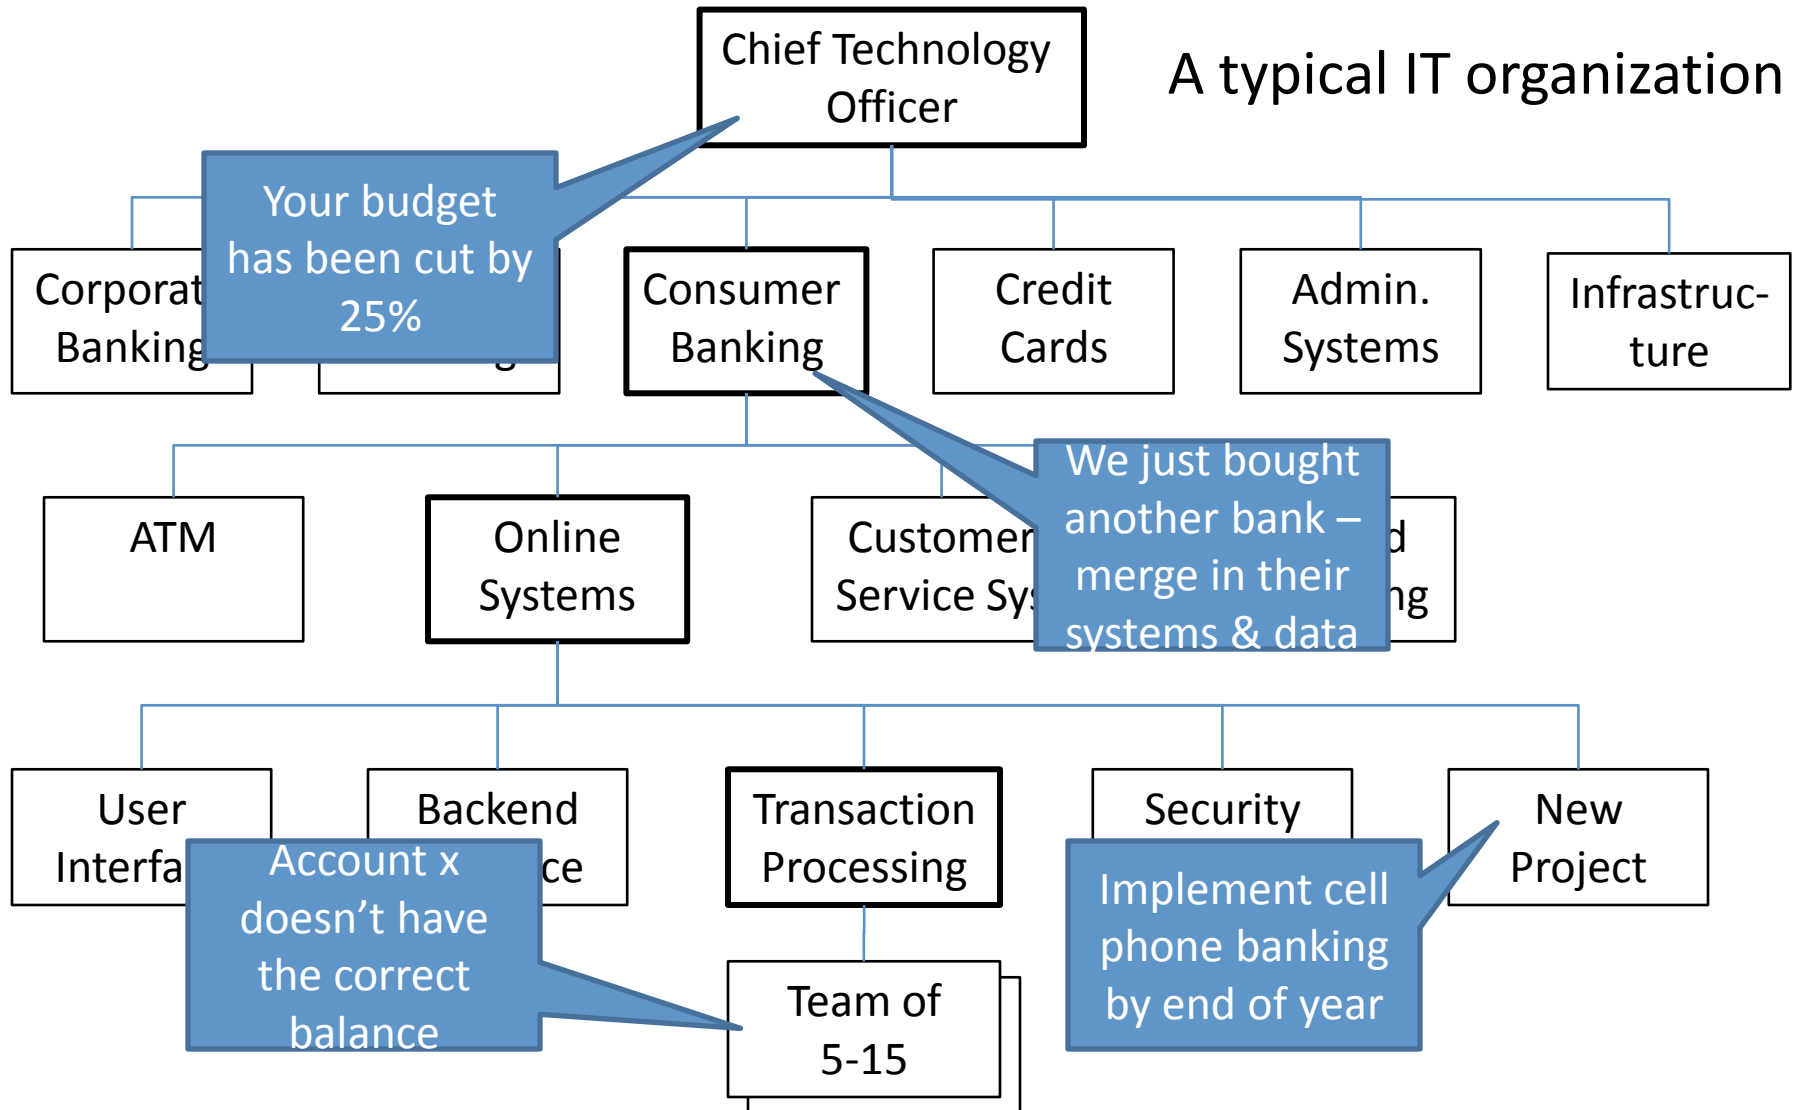 Chief Technology
Officer
A typical IT organization
Your budget
has been cut by
25%
Corporat
Banking
Consumer
Banking
Credit
Cards
Admin.
Systems
Infrastruc-
ture
ATM
Online
Systems
Customer
Service Sys
We just bought
another bank –
merge in their
systems & data
d
ng
User
Interfa
Backend
ce
Transaction
Processing
Security
New
Project
Account x
doesn’t have
the correct
balance
Implement cell
phone banking
by end of year
Team of
5-15